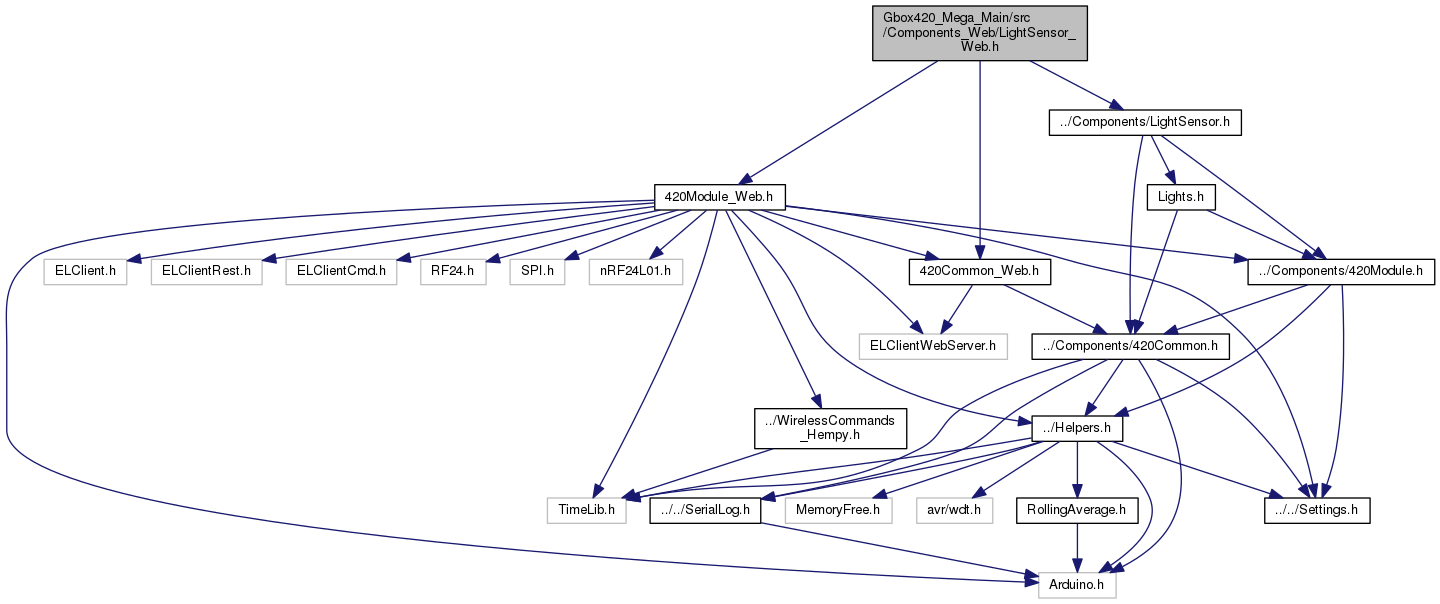 Gbox420_Mega_Main/src
/Components_Web/LightSensor_
Web.h
../Components/LightSensor.h
420Module_Web.h
Lights.h
ELClient.h
ELClientRest.h
ELClientCmd.h
RF24.h
SPI.h
nRF24L01.h
420Common_Web.h
../Components/420Module.h
ELClientWebServer.h
../Components/420Common.h
../WirelessCommands
_Hempy.h
../Helpers.h
TimeLib.h
../../SerialLog.h
MemoryFree.h
avr/wdt.h
RollingAverage.h
../../Settings.h
Arduino.h